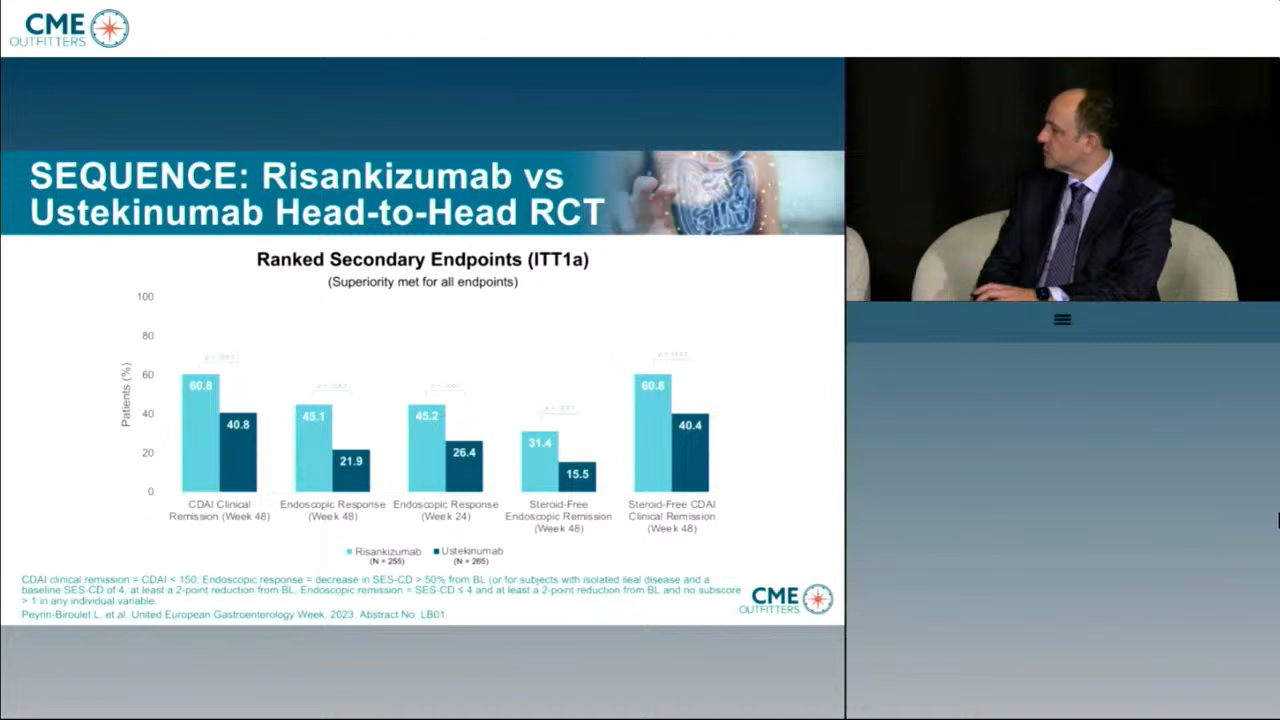 CME
OUTFITTERS
SEQUENCE: Risankizumab vs
Ustekinumab Head-to-Head RCT
Ranked Secondary Endpoints (ITT1a)
(Superiority met for all endpoints)
Patients (%)
100
80
60
40
20
0
60.8
40.8
45.1
21.9
45.2
26.4
31.4
15.5
60.8
40.4
CDAI Clinical
Remission (Week 48)
Endoscopic Response
(Week 48)
Endoscopic Response
(Week 24)
Steroid-Free
Endoscopic Remission
(Week 48)
Steroid-Free CDAI
Clinical Remission
(Week 48)
Risankizumab
(N = 255)
Ustekinumab
(N = 265)
CDAI clinical remission = CDAI < 150; Endoscopic response = decrease in SES-CD > 50% from BL (or for subjects with isolated ileal disease and a
baseline SES-CD of 4, at least a 2-point reduction from BL, Endoscopic remission = SES-CD ≤ 4 and at least a 2-point reduction from BL and no subscore
> 1 in any individual variable.
Peyrin-Biroulet L, et al. United European Gastroenterology Week. 2023. Abstract No. LB01.
CME
OUTFITTERS